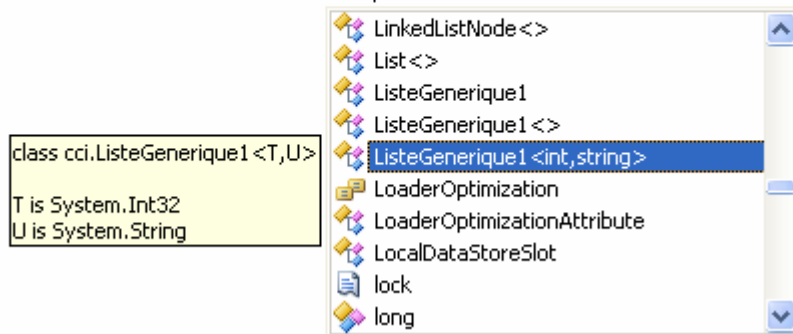 LinkedListNode<>
List<>
ListeGenerique1
ListeGenerique1<>
ListeGenerique1<int,string>
LoaderOptimization
LoaderOptimizationAttribute
LocalDataStoreSlot
lock
long
class cci.ListeGenerique1<T,U>
T is System.Int32
U is System.String